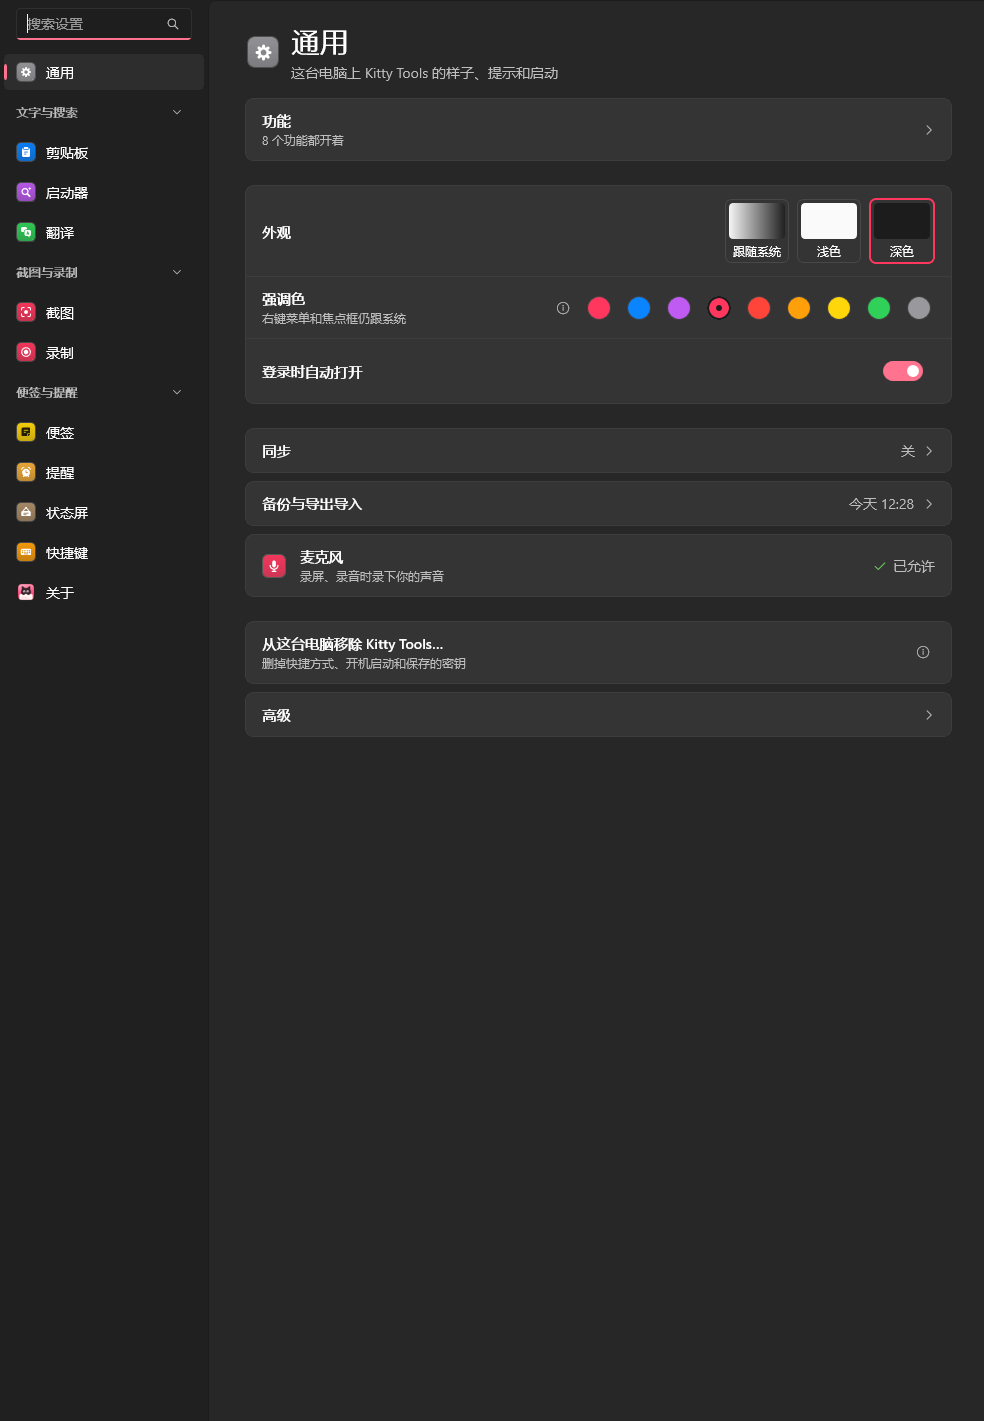 搜索设置
通用
文字与搜索
剪贴板
启动器
翻译
截图与录制
截图
录制
便签与提醒
便签
提醒
状态屏
快捷键
关于
通用
这台电脑上 Kitty Tools 的样子、提示和启动
功能
8 个功能都开着
外观
跟随系统
浅色
深色
强调色
右键菜单和焦点框仍跟系统
登录时自动打开
同步
关
备份与导出导入
今天 12:28
麦克风
录屏、录音时录下你的声音
已允许
从这台电脑移除 Kitty Tools...
删掉快捷方式、开机启动和保存的密钥
高级